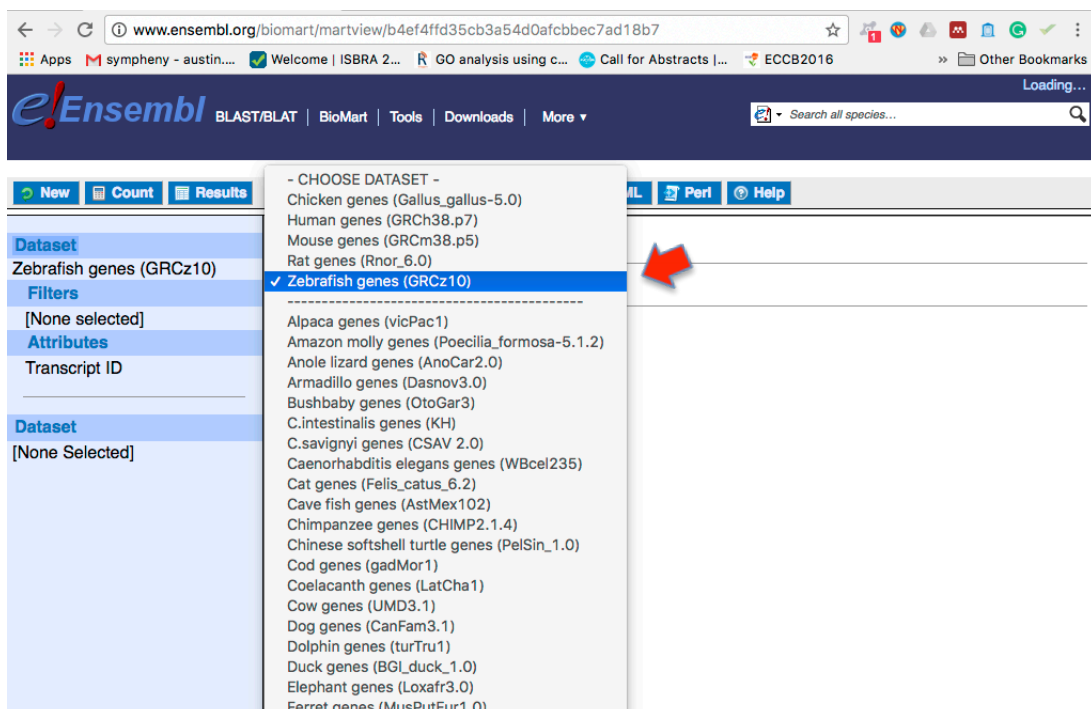 www.ensembl.org/biomart/martview/b4ef4ffd35cb3a54d0afcbbec7ad18b7
1
Apps
sympheny - austin....
Welcome | ISBRA 2...
GO analysis using c...
Call for Abstracts |...
ECCB2016
»
Other Bookmarks
Loading...
e!Ensembl BLAST/BLAT | BioMart | Tools | Downloads | More ▾
Search all species...
New
Count
Results
ML
Perl
Help
Dataset
Zebrafish genes (GRCz10)
Filters
[None selected]
Attributes
Transcript ID
Dataset
[None Selected]
- CHOOSE DATASET -
Chicken genes (Gallus_gallus-5.0)
Human genes (GRCh38.p7)
Mouse genes (GRCm38.p5)
Rat genes (Rnor_6.0)
✓ Zebrafish genes (GRCz10)
--------------------------------------------
Alpaca genes (vicPac1)
Amazon molly genes (Poecilia_formosa-5.1.2)
Anole lizard genes (AnoCar2.0)
Armadillo genes (Dasnov3.0)
Bushbaby genes (OtoGar3)
C.intestinalis genes (KH)
C.savignyi genes (CSAV 2.0)
Caenorhabditis elegans genes (WBcel235)
Cat genes (Felis_catus_6.2)
Cave fish genes (AstMex102)
Chimpanzee genes (CHIMP2.1.4)
Chinese softshell turtle genes (PelSin_1.0)
Cod genes (gadMor1)
Coelacanth genes (LatCha1)
Cow genes (UMD3.1)
Dog genes (CanFam3.1)
Dolphin genes (turTru1)
Duck genes (BGI_duck_1.0)
Elephant genes (Loxafr3.0)
Ferret genes (MusPutFur1.0)